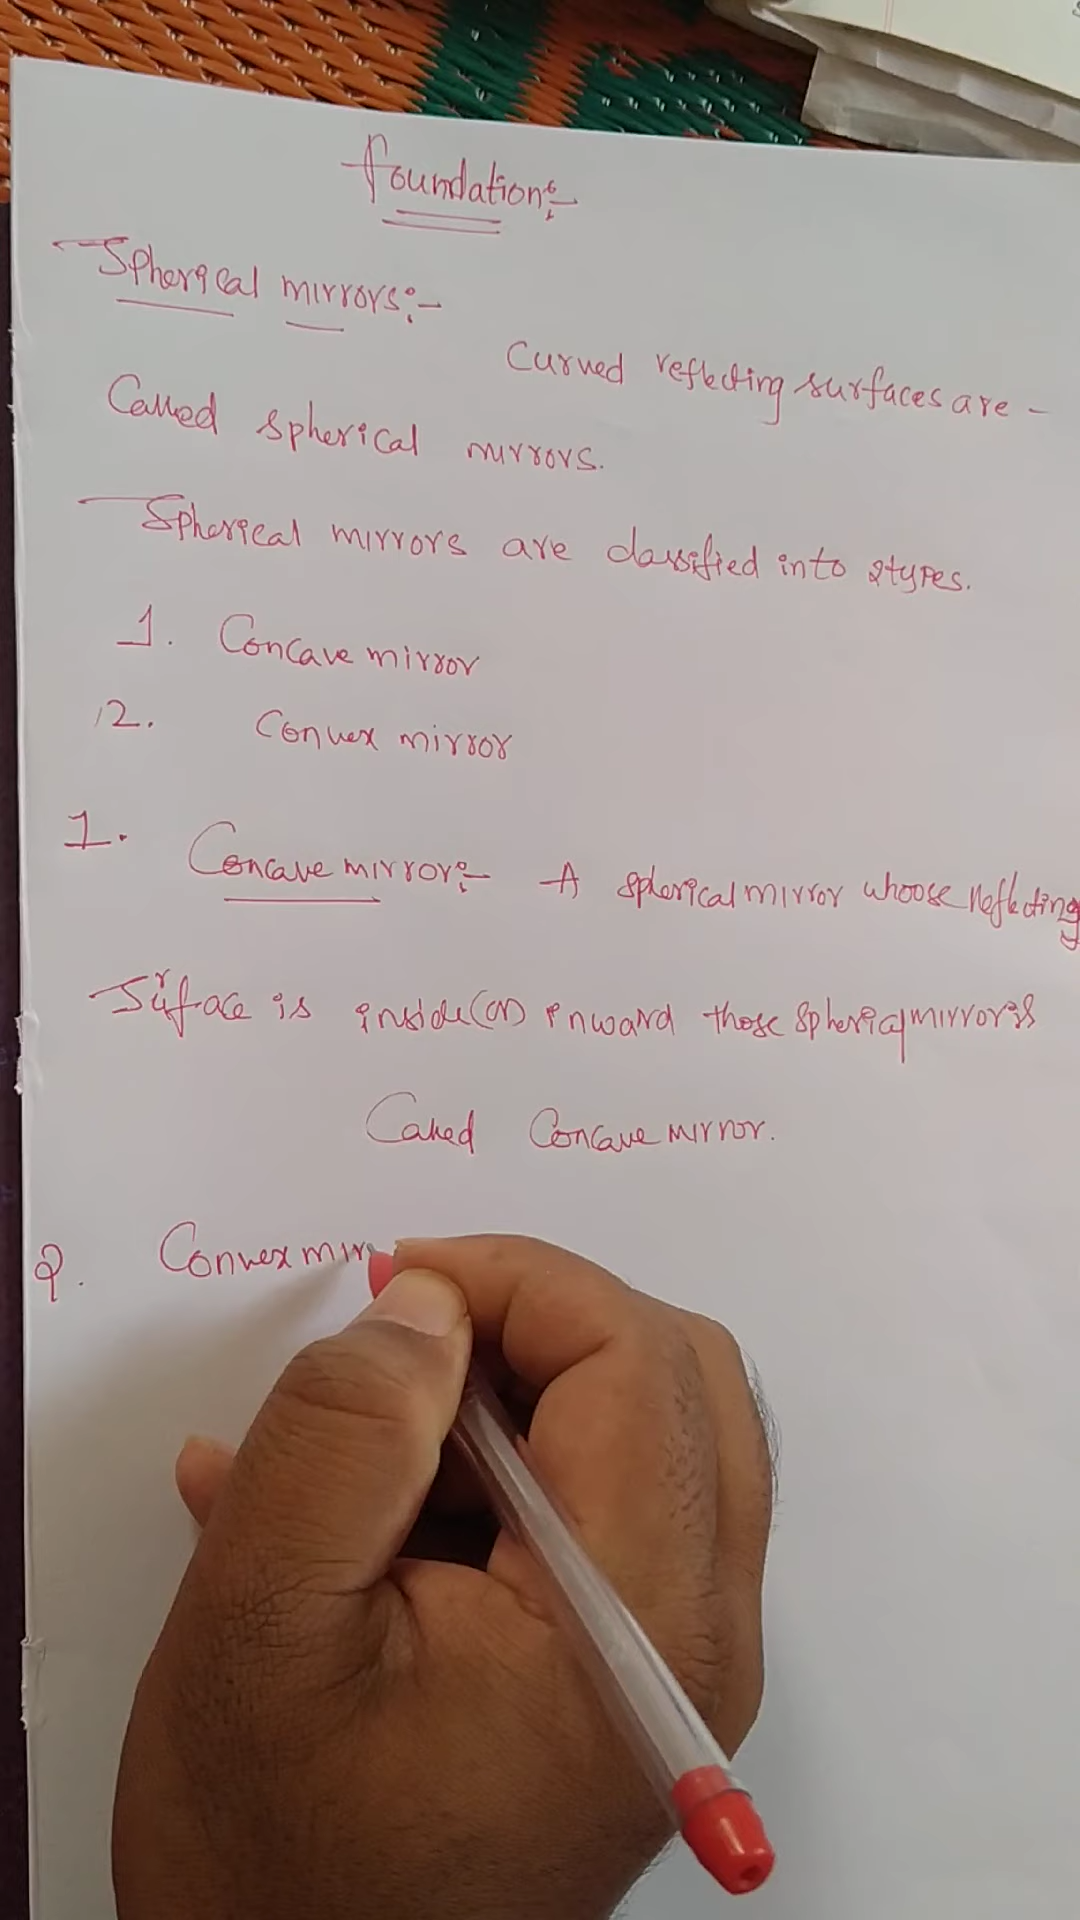 Foundation:-
Spherical mirrors:-
Curved reflecting surfaces are -
Called spherical mirrors.
Spherical mirrors are classified into 2types.
1. Concave mirror
2. Convex mirror
1. Concave mirror:- A spherical mirror whoose reflecting
Surface is inside (or) inward those spherical mirror is
Called Concave mirror.
2. Convex mir